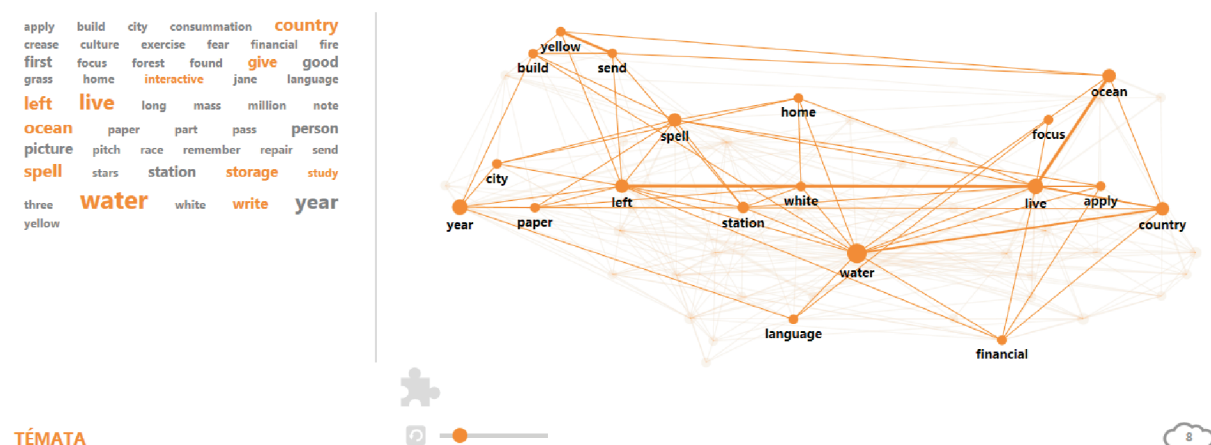 apply build city consummation country
crease culture exercise fear financial fire
first focus forest found give good
grass home interactive jane language
left live long mass million note
ocean paper part pass person
picture pitch race remember repair send
spell stars station storage study
three water white write year
yellow
yellow
build send
ocean
home
focus
spell
city
left white live apply
year paper station country
water
language
financial
TÉMATA
8